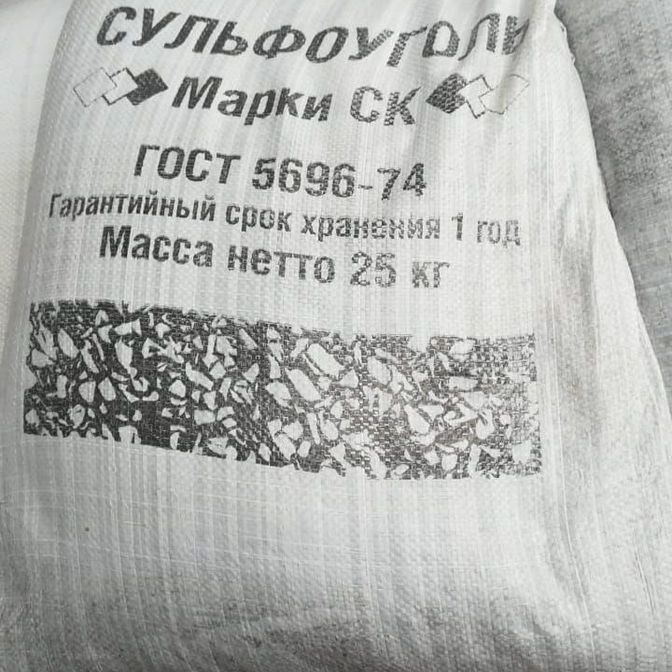 СУЛЬФОУГОЛЬ
Марки СК
ГОСТ 5696-74
Гарантийный срок хранения 1 год
Масса нетто 25 кг